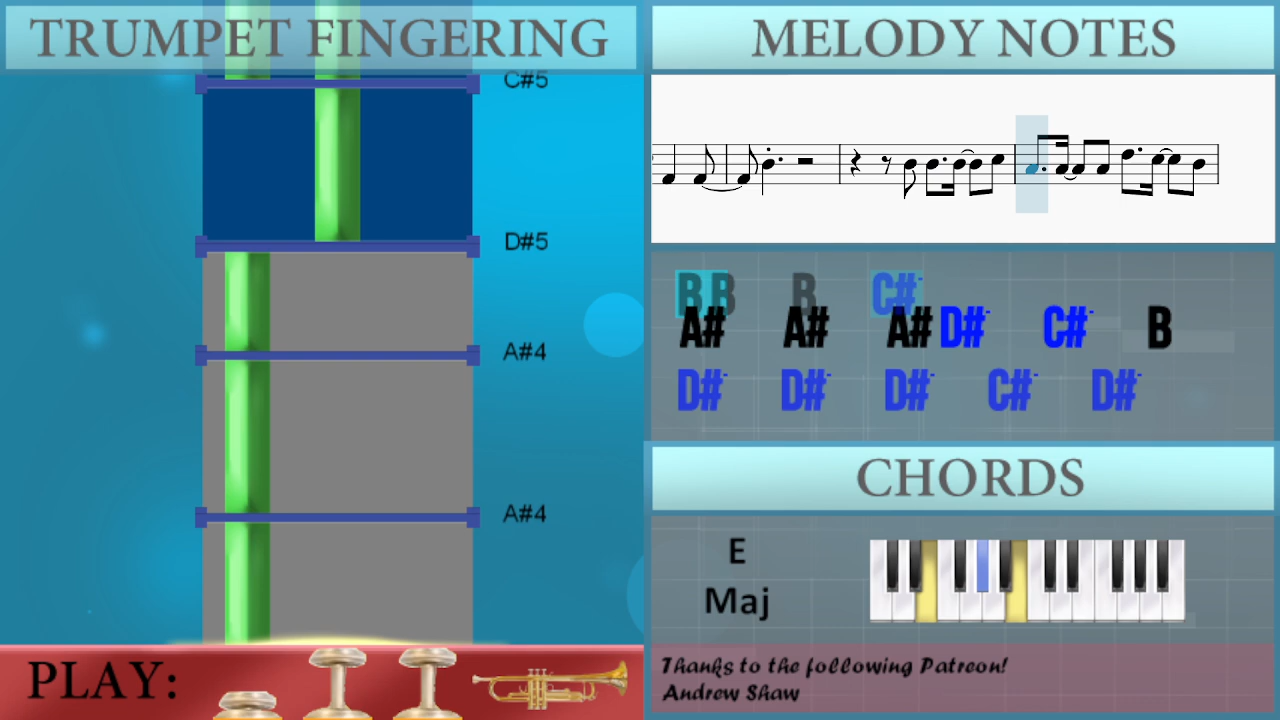 TRUMPET FINGERING
C#5
D#5
A#4
A#4
PLAY:
MELODY NOTES
B B B C#-
A# A# A# D#- C#- B
D#- D#- D#- C#- D#-
CHORDS
E
Maj
Thanks to the following Patreon!
Andrew Shaw